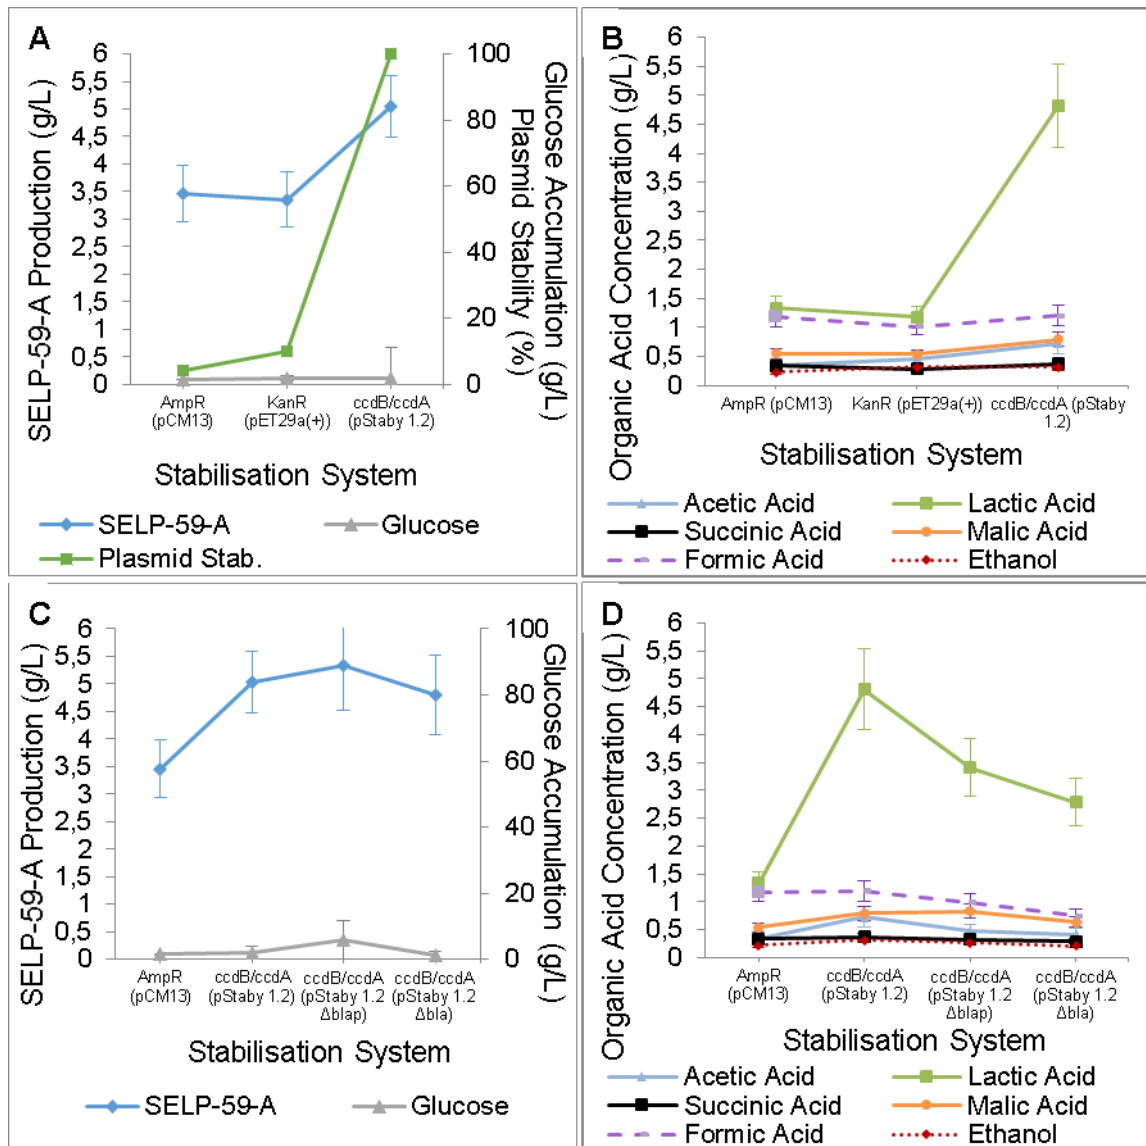 A
SELP-59-A Production (g/L)
6
5,5
5
4,5
4
3,5
3
2,5
2
1,5
1
0,5
0
100
80
60
40
20
0
Glucose Accumulation (g/L)
Plasmid Stability (%)
AmpR
(pCM13)
KanR
(pET29a(+))
ccdB/ccdA
(pStaby 1.2)
Stabilisation System
SELP-59-A
Glucose
Plasmid Stab.
B
Organic Acid Concentration (g/L)
6
5,5
5
4,5
4
3,5
3
2,5
2
1,5
1
0,5
0
AmpR (pCM13)
KanR (pET29a(+))
ccdB/ccdA (pStaby
1.2)
Stabilisation System
Acetic Acid
Lactic Acid
Succinic Acid
Malic Acid
Formic Acid
Ethanol
C
SELP-59-A Production (g/L)
6
5,5
5
4,5
4
3,5
3
2,5
2
1,5
1
0,5
0
100
80
60
40
20
0
Glucose Accumulation (g/L)
AmpR
(pCM13)
ccdB/ccdA
(pStaby 1.2)
ccdB/ccdA
(pStaby 1.2
Δblap)
ccdB/ccdA
(pStaby 1.2
Δbla)
Stabilisation System
SELP-59-A
Glucose
D
Organic Acid Concentration (g/L)
6
5,5
5
4,5
4
3,5
3
2,5
2
1,5
1
0,5
0
AmpR
(pCM13)
ccdB/ccdA
(pStaby 1.2)
ccdB/ccdA
(pStaby 1.2
Δblap)
ccdB/ccdA
(pStaby 1.2
Δbla)
Stabilisation System
Acetic Acid
Lactic Acid
Succinic Acid
Malic Acid
Formic Acid
Ethanol